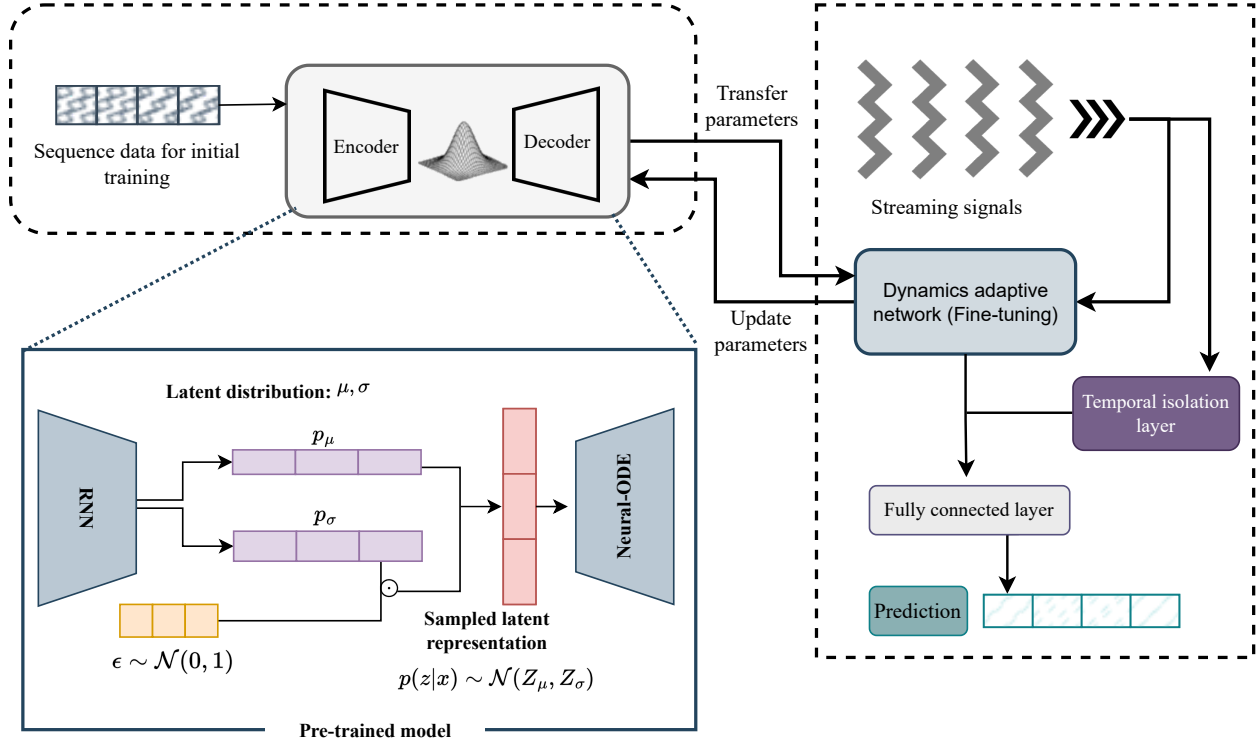 Sequence data for initial
training
Encoder
Decoder
Transfer
parameters
Streaming signals
Dynamics adaptive
network (Fine-tuning)
Update
parameters
Temporal isolation
layer
Fully connected layer
Prediction
Latent distribution: μ, σ
RNN
p_μ
p_σ
ϵ ∼ 𝒩(0, 1)
Sampled latent
representation
p(z|x) ∼ 𝒩(Z_μ, Z_σ)
Neural-ODE
Pre-trained model